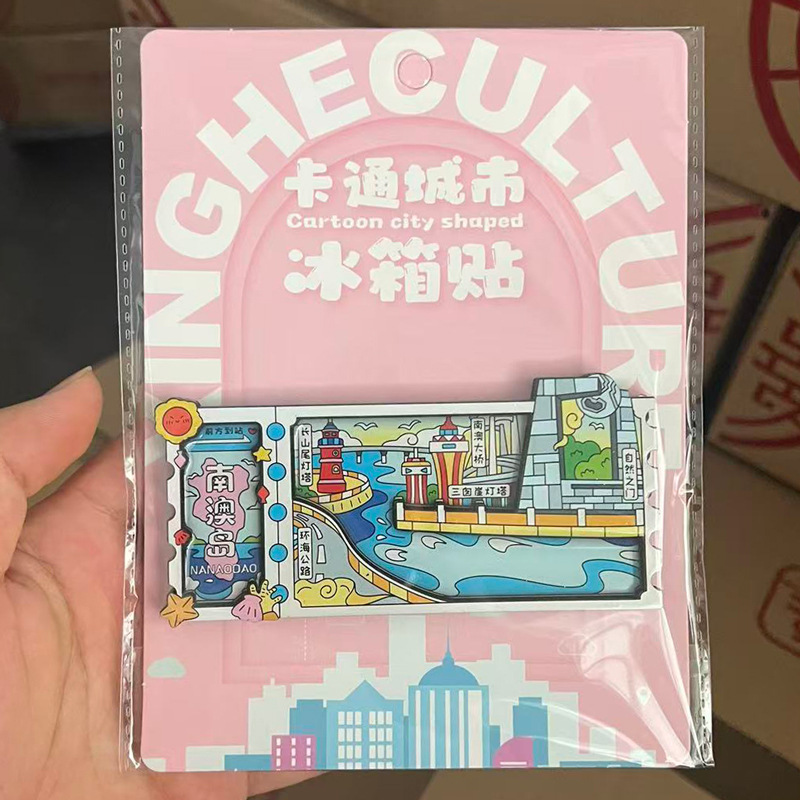 XINGHECULTURE
卡通城市
Cartoon city shaped
冰箱贴
前方到站
南澳岛
NANAODAO
长山尾灯塔
南澳大桥
三囱崖灯塔
自然之门
环海公路